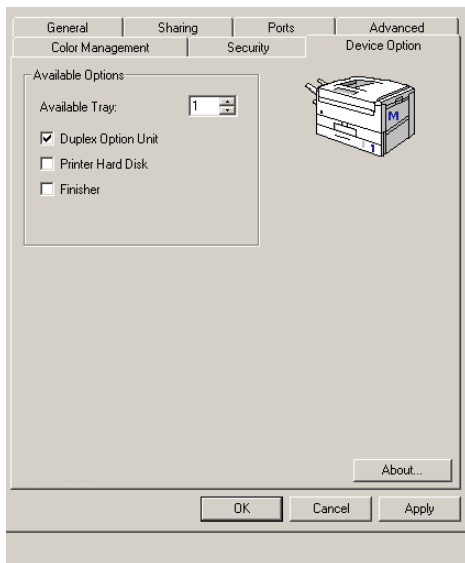 General Sharing Ports Advanced
Color Management Security Device Option
Available Options
Available Tray: 1
Duplex Option Unit
Printer Hard Disk
Finisher
M
1
About...
OK Cancel Apply